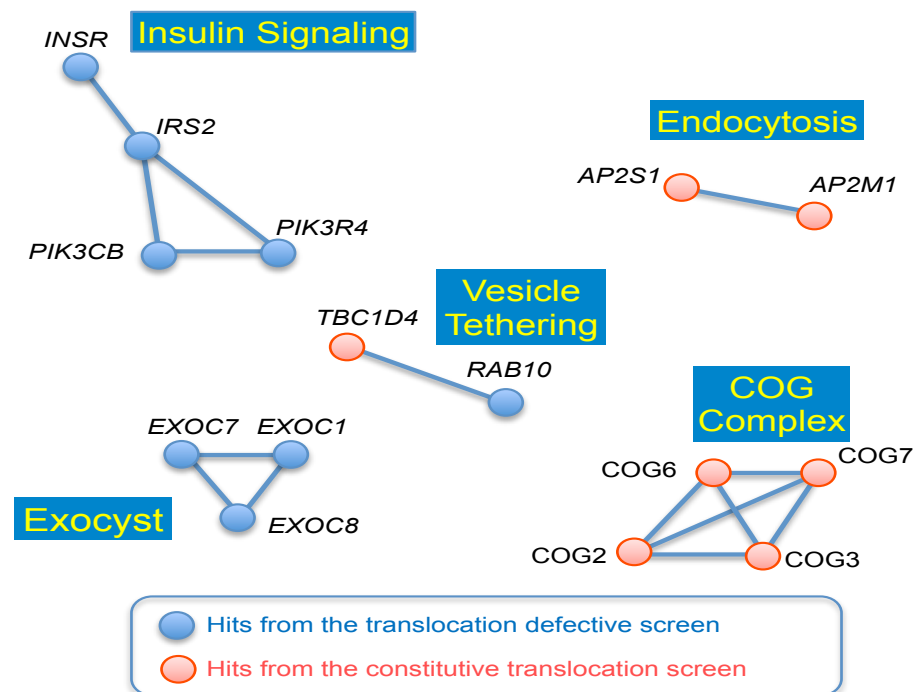 Insulin Signaling
INSR
IRS2
PIK3CB
PIK3R4
Endocytosis
AP2S1
AP2M1
Vesicle
Tethering
TBC1D4
RAB10
EXOC7
EXOC1
EXOC8
Exocyst
COG
Complex
COG6
COG7
COG2
COG3
Hits from the translocation defective screen
Hits from the constitutive translocation screen